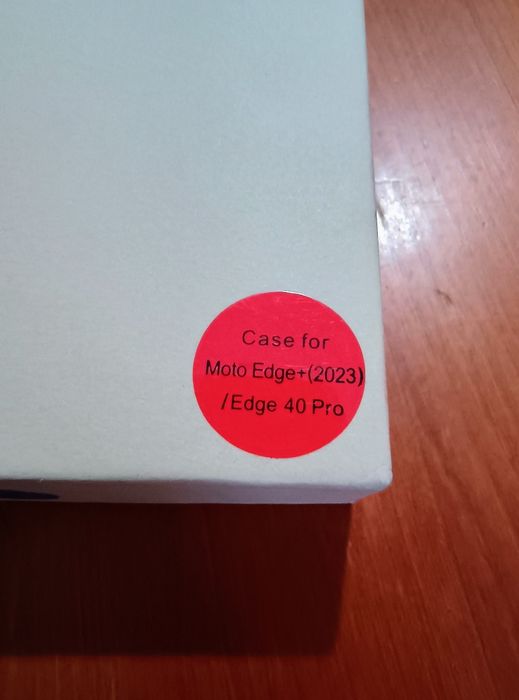 Case for
Moto Edge+(2023)
/Edge 40 Pro